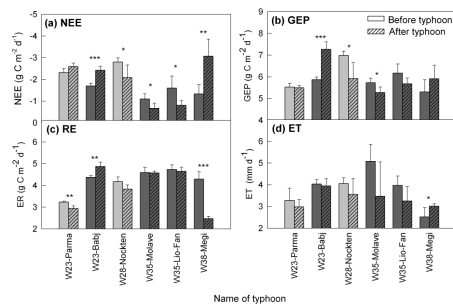 (a) NEE
NEE (g C m-2 d-1)
-5
-4
-3
-2
-1
***
*
*
*
**
(b) GEP
Before typhoon
After typhoon
GEP (g C m-2 d-1)
9
8
7
6
5
***
*
*
(c) RE
ER (g C m-2 d-1)
6
5
4
3
2
**
**
***
(d) ET
ET (mm d-1)
6
5
4
3
2
*
W23-Parma
W23-Babj
W28-Nockten
W35-Molave
W35-Lio-Fan
W38-Megi
W23-Parma
W23-Babj
W28-Nockten
W35-Molave
W35-Lio-Fan
W38-Megi
Name of typhoon